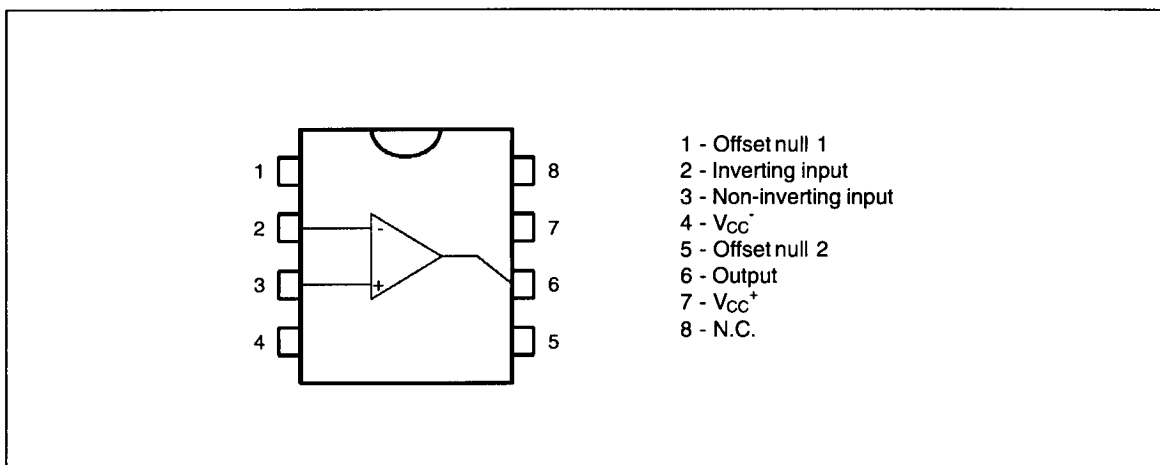 1
2
3
4
-
+
8
7
6
5
1 - Offset null 1
2 - Inverting input
3 - Non-inverting input
4 - VCC-
5 - Offset null 2
6 - Output
7 - VCC+
8 - N.C.